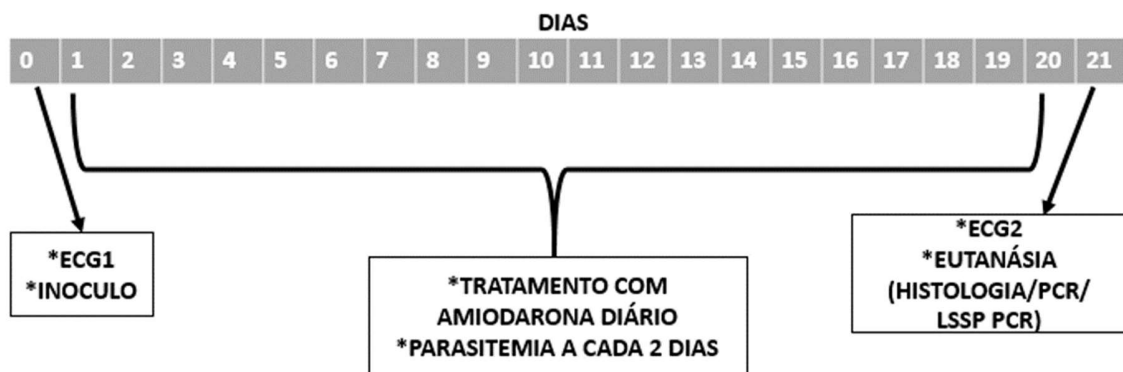 DIAS
0 1 2 3 4 5 6 7 8 9 10 11 12 13 14 15 16 17 18 19 20 21
*ECG1
*INOCULO
*TRATAMENTO COM
AMIODARONA DIÁRIO
*PARASITEMIA A CADA 2 DIAS
*ECG2
*EUTANÁSIA
(HISTOLOGIA/PCR/
LSSP PCR)